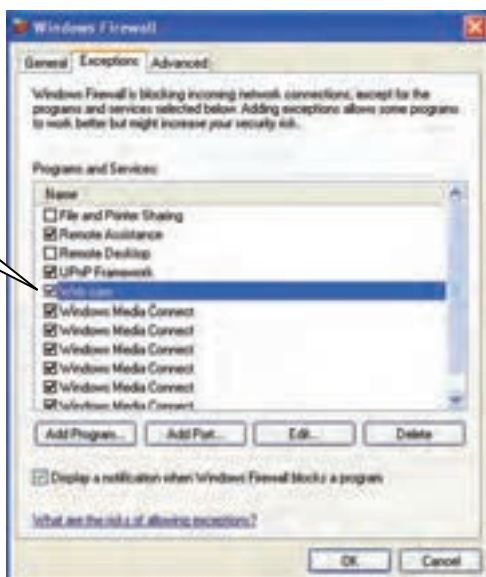 Windows Firewall
General Exceptions Advanced
Windows Firewall is blocking incoming network connections, except for the
programs and services selected below. Adding exceptions allows some programs
to work better but might increase your security risk.
Programs and Services:
Name
File and Printer Sharing
Remote Assistance
Remote Desktop
UPnP Framework
Web cam
Windows Media Connect
Windows Media Connect
Windows Media Connect
Windows Media Connect
Windows Media Connect
Windows Media Connect
Add Program... Add Port... Edit... Delete
Display a notification when Windows Firewall blocks a program
What are the risks of allowing exceptions?
OK Cancel